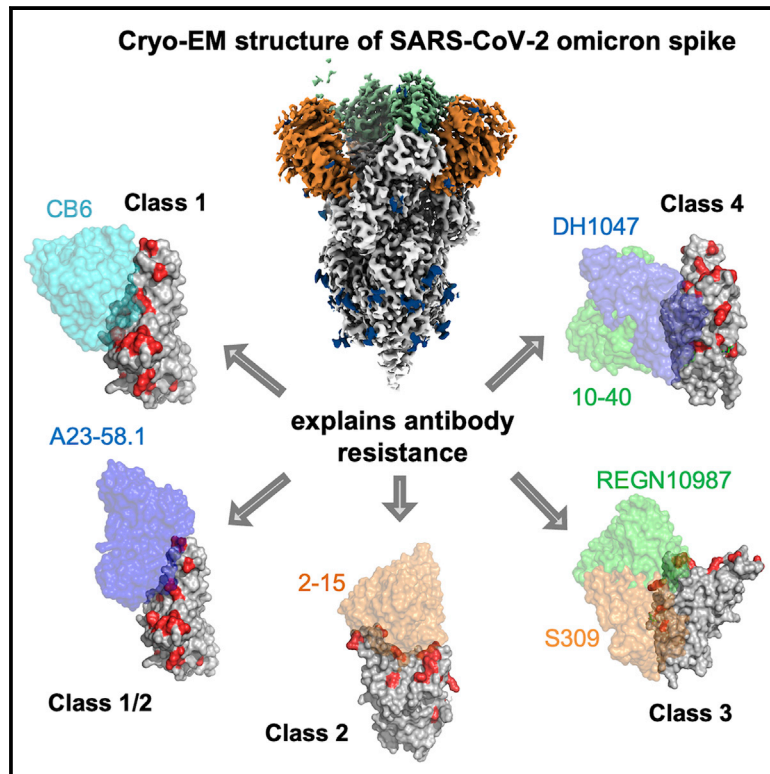 Cryo-EM structure of SARS-CoV-2 omicron spike
CB6
Class 1
DH1047
Class 4
10-40
explains antibody
resistance
A23-58.1
Class 1/2
2-15
Class 2
REGN10987
S309
Class 3